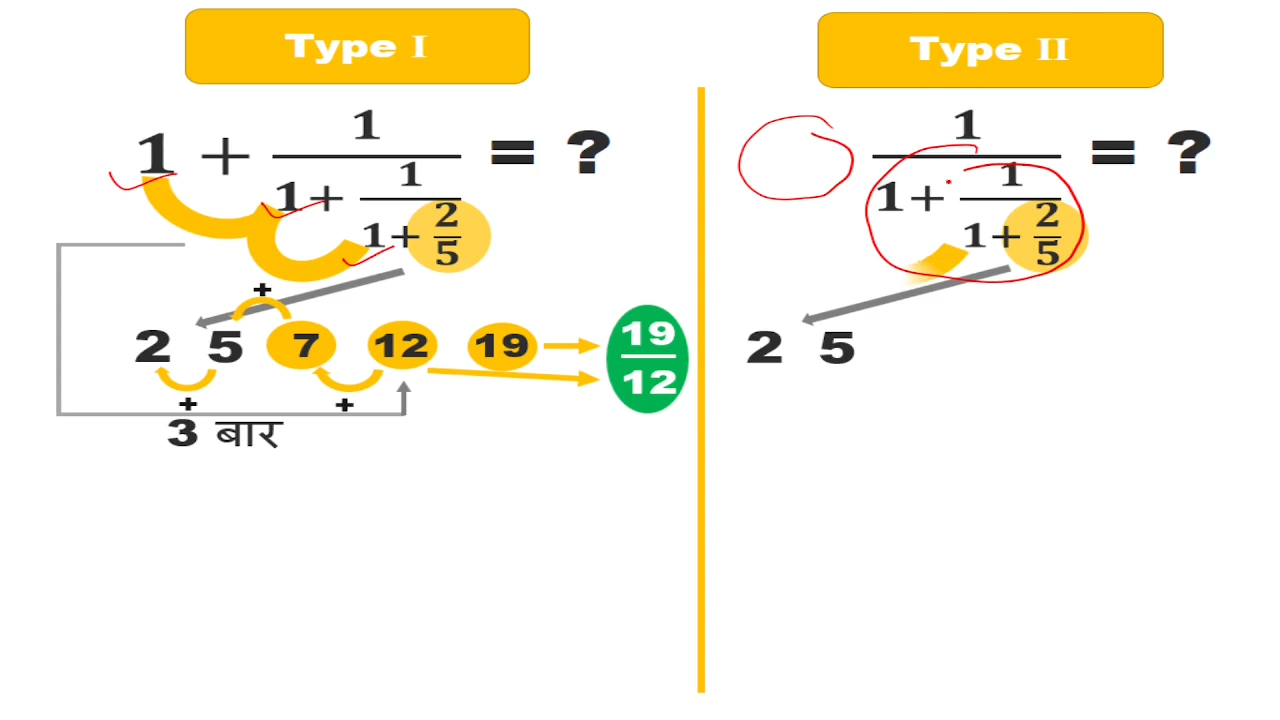 Type I
1 + 1/(1 + 1/(1 + 2/5)) = ?
+
2 5 7 12 19
19/12
+ +
3 बार
Type II
1/(1 + 1/(1 + 2/5)) = ?
2 5